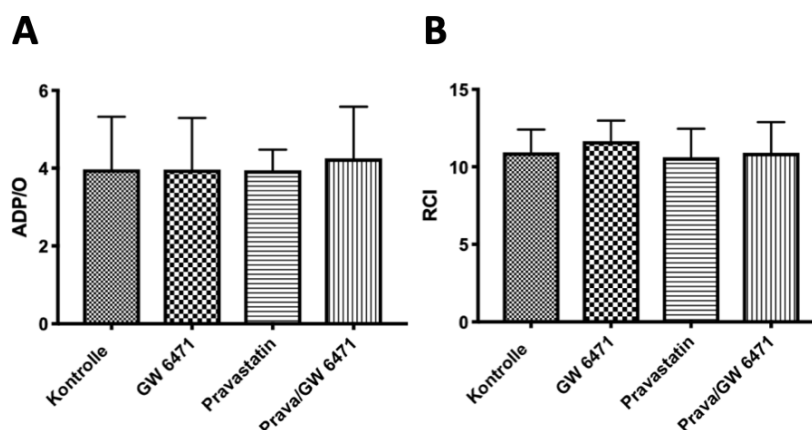 A
B
6
4
2
0
ADP/O
Kontrolle
GW 6471
Pravastatin
Prava/GW 6471
15
10
5
0
RCI
Kontrolle
GW 6471
Pravastatin
Prava/GW 6471